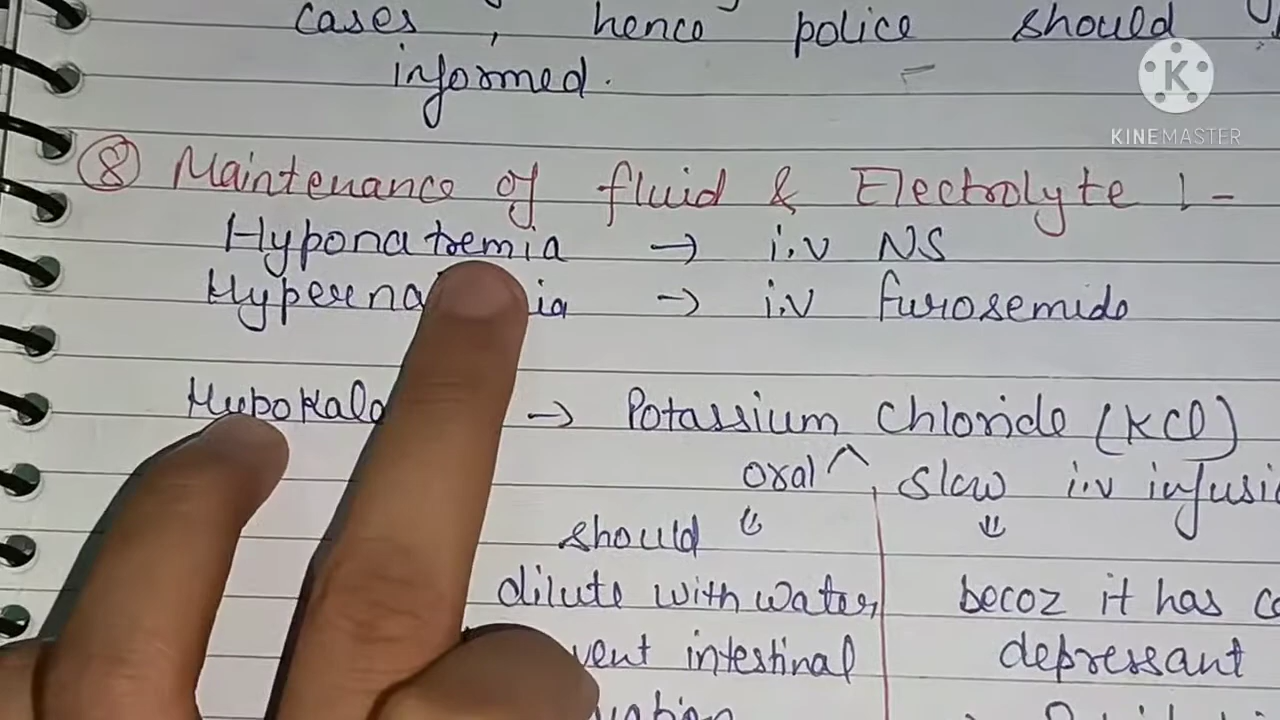 cases, hence police should
informed.
KINEMASTER
⑧ Maintenance of fluid & Electrolyte :-
Hyponatremia → i.v NS
→ i.v furosemide
→ Potassium Chloride (KCl)
oral ^, slow i.v
should
dilute with water, becoz it has
intestinal depressant